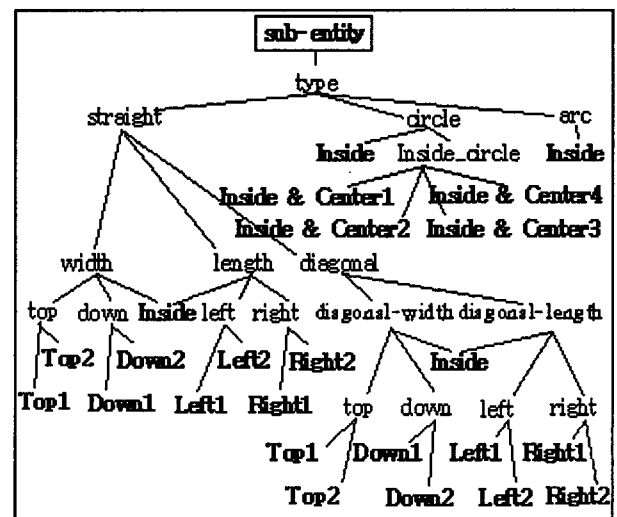 sub-entity
type
straight circle arc
Inside Inside_circle Inside
Inside & Center1 Inside & Center4
Inside & Center2 Inside & Center3
width length diagonal
top down Inside left right diagonal-width diagonal-length
Top2 Down2 Left2 Right2 Inside
Top1 Down1 Left1 Right1 top down left right
Top1 Down1 Left1 Right1
Top2 Down2 Left2 Right2